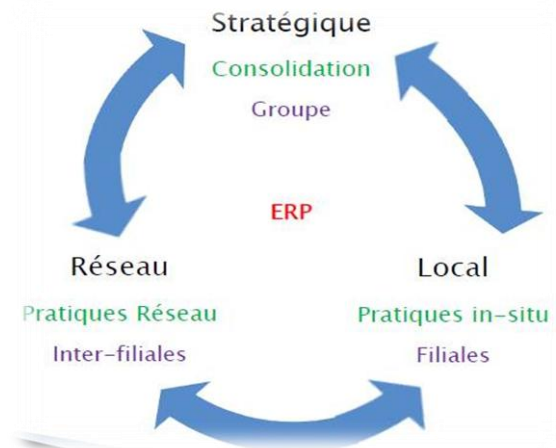 Stratégique
Consolidation
Groupe
ERP
Réseau
Pratiques Réseau
Inter-filiales
Local
Pratiques in-situ
Filiales